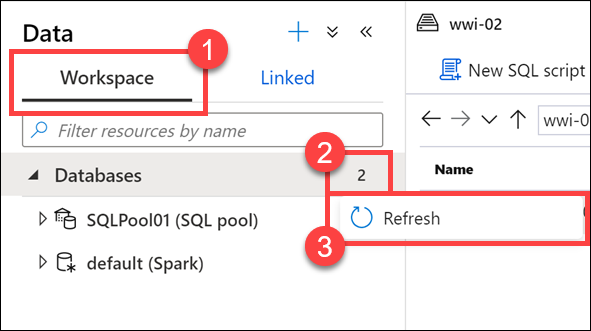 Data
1
Workspace
Linked
Filter resources by name
2
Databases 2
Refresh
3
SQLPool01 (SQL pool)
default (Spark)
wwi-02
New SQL script
wwi-0
Name